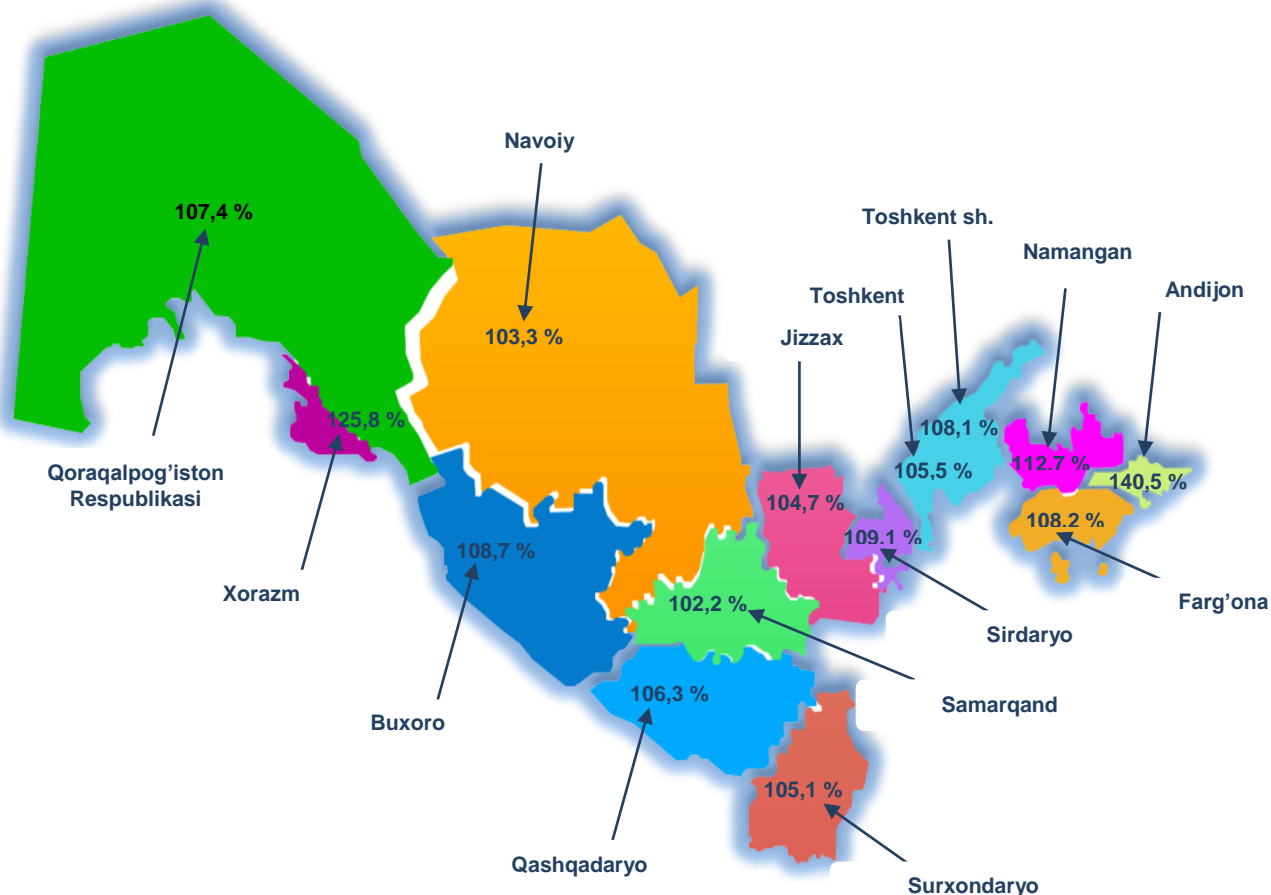 Navoiy
107,4 %
Toshkent sh.
Namangan
Toshkent
Andijon
103,3 %
Jizzax
125,8 %
108,1 %
Qoraqalpog’iston
Respublikasi
105,5 %
112.7 %
140,5 %
104,7 %
108.2 %
109.1 %
108,7 %
Xorazm
102,2 %
Farg’ona
Sirdaryo
106,3 %
Samarqand
Buxoro
105,1 %
Qashqadaryo
Surxondaryo